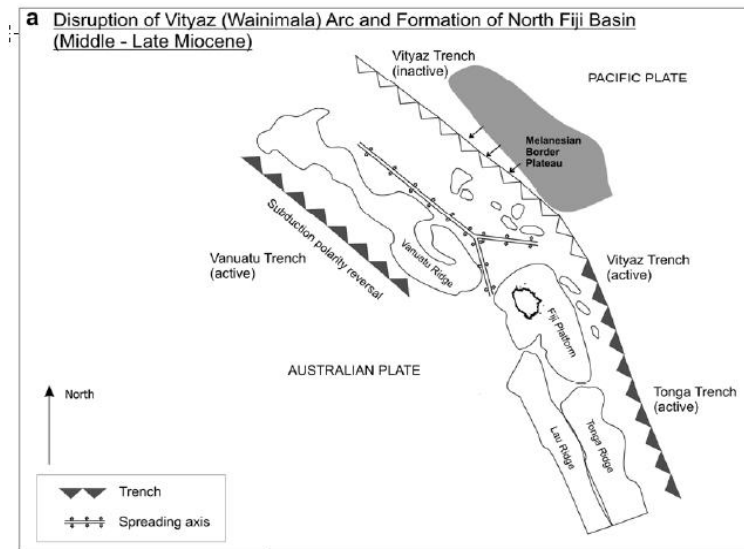 a Disruption of Vityaz (Wainimala) Arc and Formation of North Fiji Basin
(Middle - Late Miocene)
Vityaz Trench
(inactive)
PACIFIC PLATE
Melanesian
Border
Plateau
Subduction polarity reversal
Vanuatu Trench
(active)
Vanuatu Ridge
Vityaz Trench
(active)
Fiji Platform
AUSTRALIAN PLATE
North
Tonga Trench
(active)
Lau Ridge
Tonga Ridge
Trench
Spreading axis